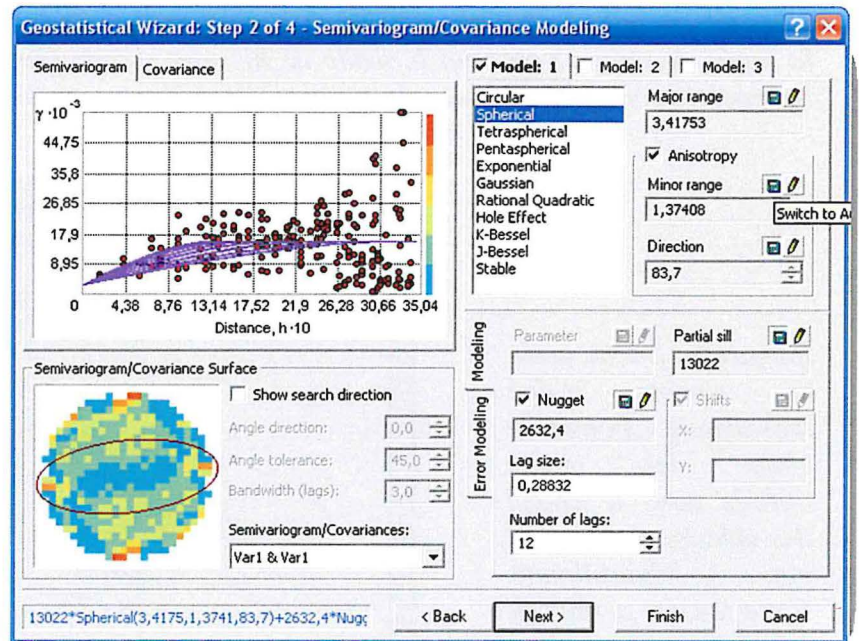 Geostatistical Wizard: Step 2 of 4 - Semivariogram/Covariance Modeling
Semivariogram
Covariance
γ·10 -3
44,75
35,8
26,85
17,9
8,95
0 4,38 8,76 13,14 17,52 21,9 26,28 30,66 35,04
Distance, h·10
Semivariogram/Covariance Surface
Show search direction
Angle direction: 0,0
Angle tolerance: 45,0
Bandwidth (lags): 3,0
Semivariogram/Covariances:
Var1 & Var1
Model: 1
Model: 2
Model: 3
Circular
Spherical
Tetraspherical
Pentaspherical
Exponential
Gaussian
Rational Quadratic
Hole Effect
K-Bessel
J-Bessel
Stable
Major range
3,41753
Anisotropy
Minor range
1,37408
Switch to
Direction
83,7
Modeling
Error Modeling
Parameter
Partial sill
13022
Nugget
2632,4
Shifts
X:
Y:
Lag size:
0,28832
Number of lags:
12
13022*Spherical(3,4175,1,3741,83,7)+2632,4*Nugg
< Back
Next >
Finish
Cancel